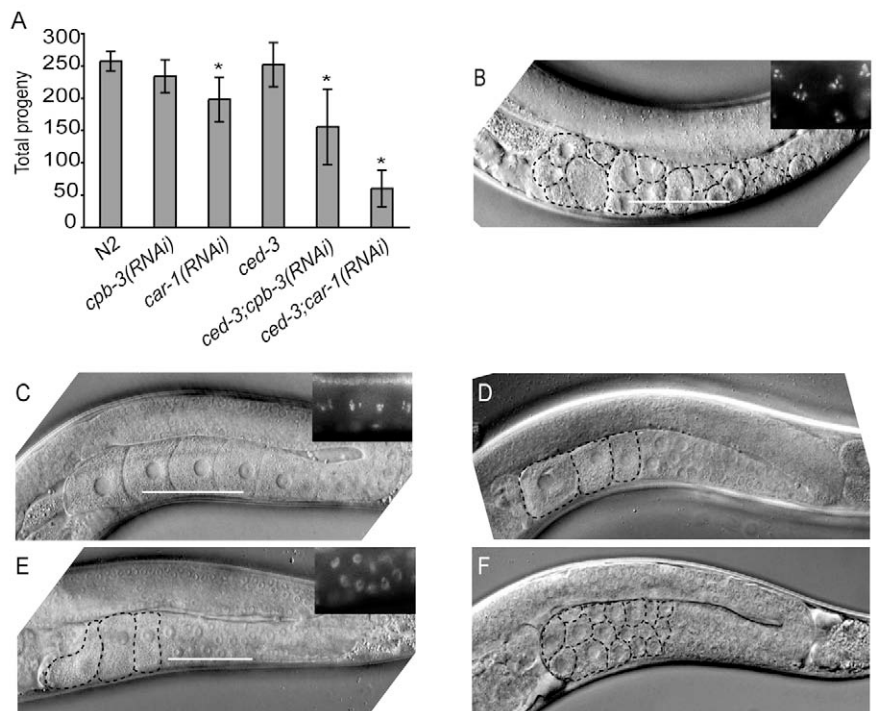 A
Total progeny
300
250
200
150
100
50
0
*
*
*
N2
cpb-3(RNAi)
car-1(RNAi)
ced-3
ced-3;cpb-3(RNAi)
ced-3;car-1(RNAi)
B
C
D
E
F